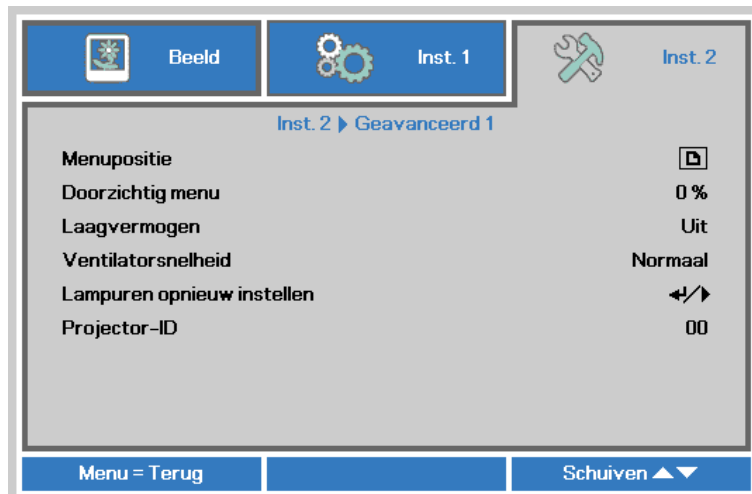 Beeld Inst. 1 Inst. 2
Inst. 2 ▶ Geavanceerd 1
Menupositie
Doorzichtig menu 0 %
Laagvermogen Uit
Ventilatorsnelheid Normaal
Lampuren opnieuw instellen ↵/▶
Projector-ID 00
Menu = Terug Schuiven ▲▼